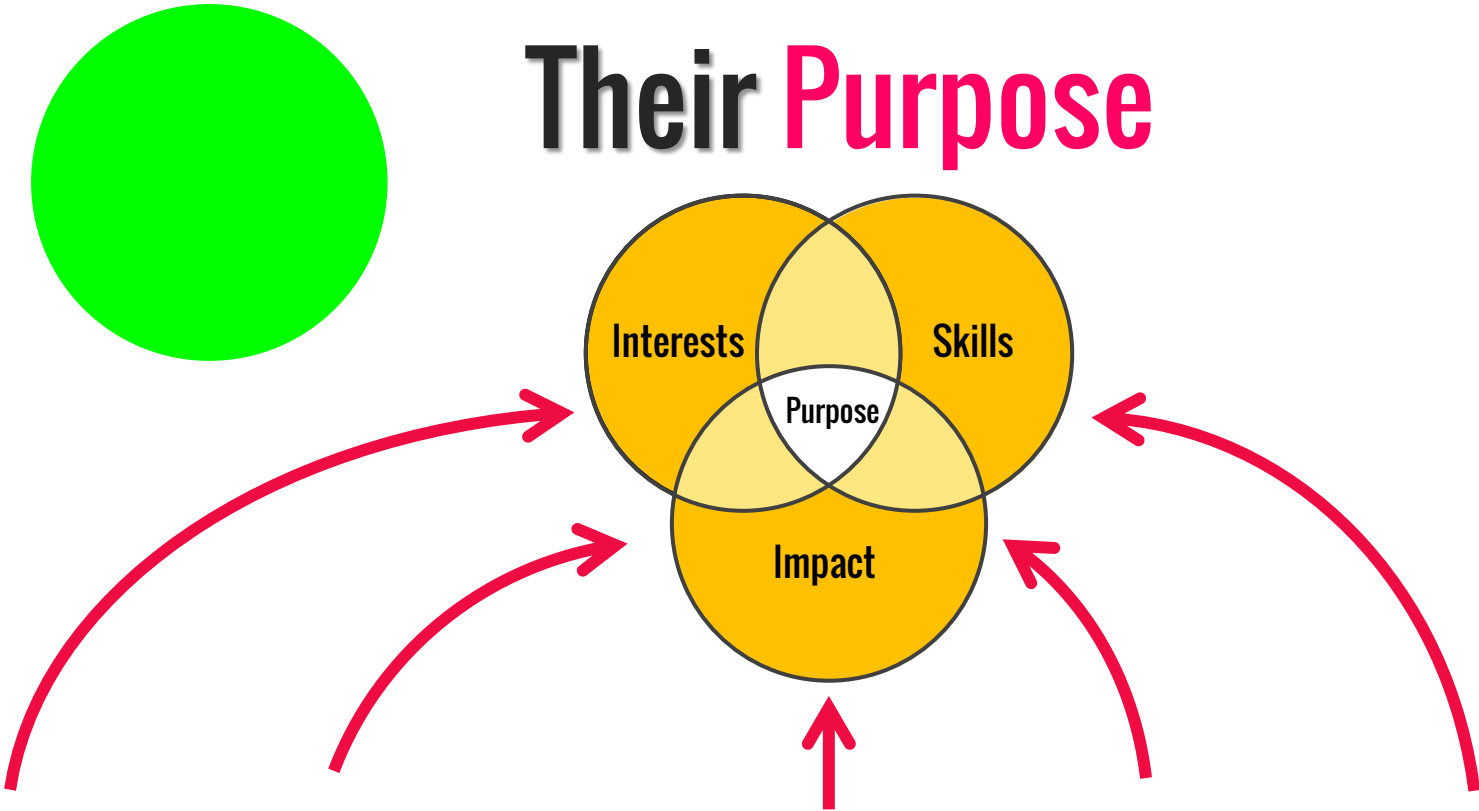 Their Purpose
Interests
Skills
Purpose
Impact